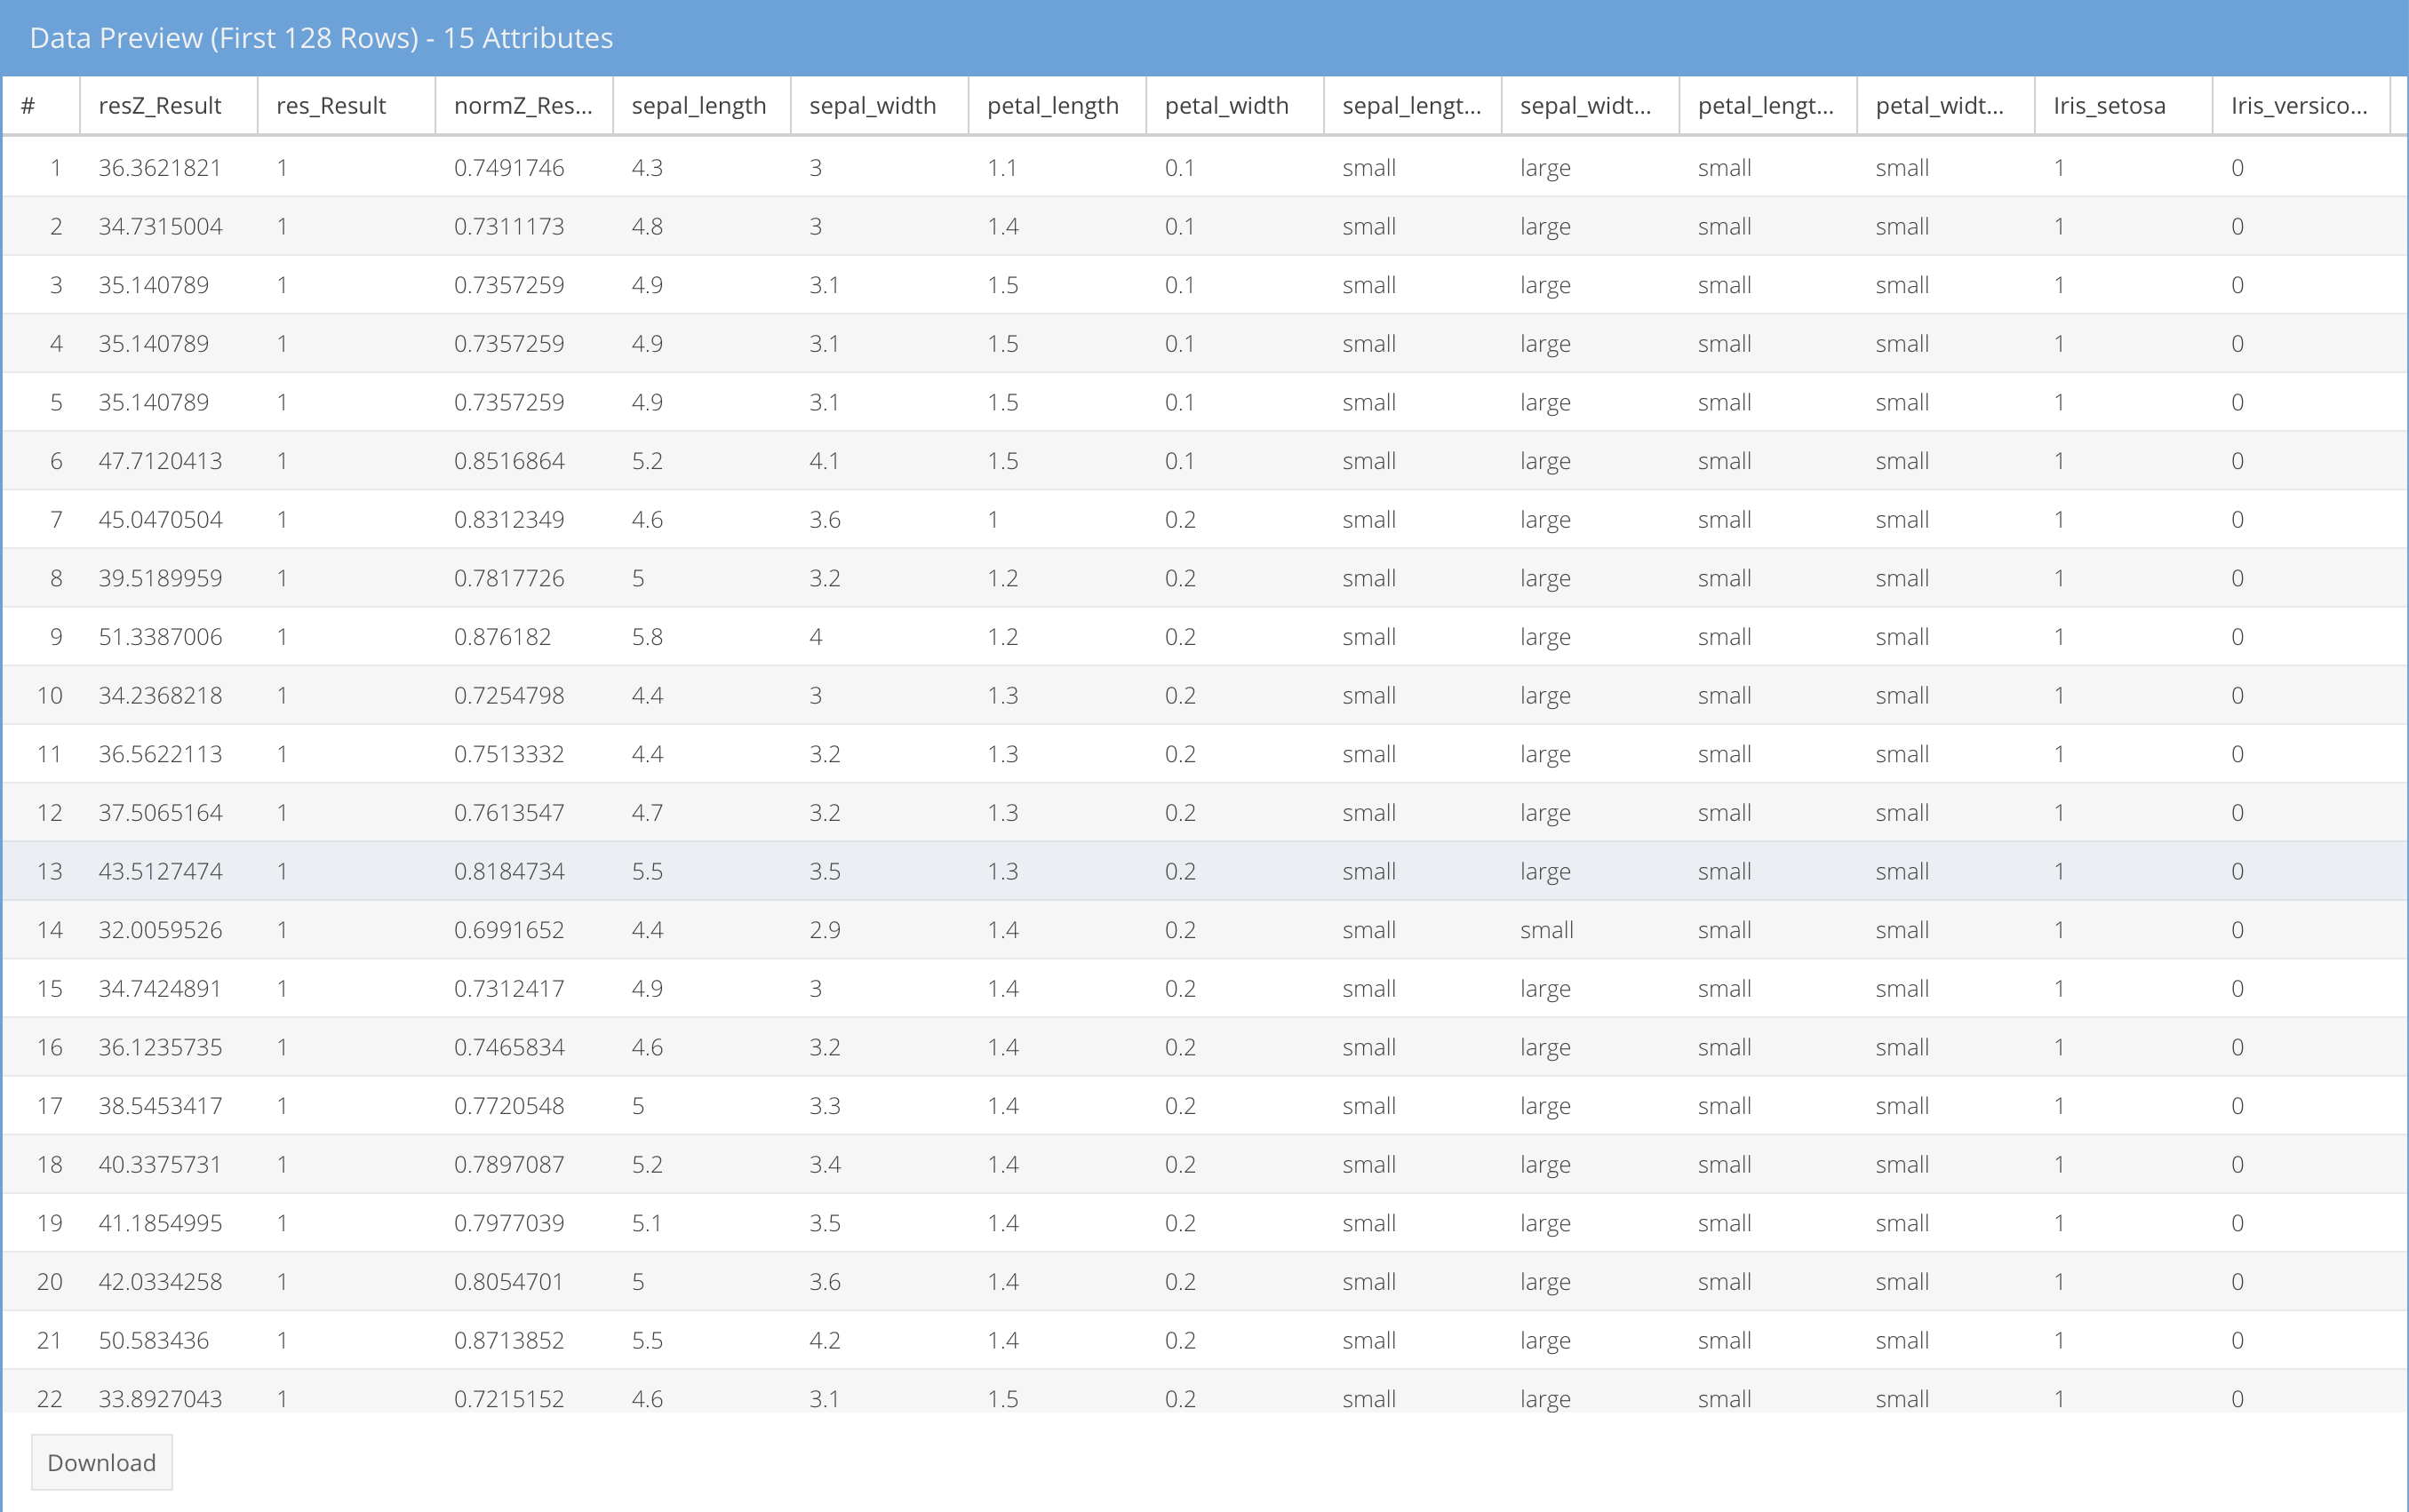 Data Preview (First 128 Rows) - 15 Attributes
# resZ_Result res_Result normZ_Res... sepal_length sepal_width petal_length petal_width sepal_lengt... sepal_widt... petal_lengt... petal_widt... Iris_setosa Iris_versico...
1 36.3621821 1 0.7491746 4.3 3 1.1 0.1 small large small small 1 0
2 34.7315004 1 0.7311173 4.8 3 1.4 0.1 small large small small 1 0
3 35.140789 1 0.7357259 4.9 3.1 1.5 0.1 small large small small 1 0
4 35.140789 1 0.7357259 4.9 3.1 1.5 0.1 small large small small 1 0
5 35.140789 1 0.7357259 4.9 3.1 1.5 0.1 small large small small 1 0
6 47.7120413 1 0.8516864 5.2 4.1 1.5 0.1 small large small small 1 0
7 45.0470504 1 0.8312349 4.6 3.6 1 0.2 small large small small 1 0
8 39.5189959 1 0.7817726 5 3.2 1.2 0.2 small large small small 1 0
9 51.3387006 1 0.876182 5.8 4 1.2 0.2 small large small small 1 0
10 34.2368218 1 0.7254798 4.4 3 1.3 0.2 small large small small 1 0
11 36.5622113 1 0.7513332 4.4 3.2 1.3 0.2 small large small small 1 0
12 37.5065164 1 0.7613547 4.7 3.2 1.3 0.2 small large small small 1 0
13 43.5127474 1 0.8184734 5.5 3.5 1.3 0.2 small large small small 1 0
14 32.0059526 1 0.6991652 4.4 2.9 1.4 0.2 small small small small 1 0
15 34.7424891 1 0.7312417 4.9 3 1.4 0.2 small large small small 1 0
16 36.1235735 1 0.7465834 4.6 3.2 1.4 0.2 small large small small 1 0
17 38.5453417 1 0.7720548 5 3.3 1.4 0.2 small large small small 1 0
18 40.3375731 1 0.7897087 5.2 3.4 1.4 0.2 small large small small 1 0
19 41.1854995 1 0.7977039 5.1 3.5 1.4 0.2 small large small small 1 0
20 42.0334258 1 0.8054701 5 3.6 1.4 0.2 small large small small 1 0
21 50.583436 1 0.8713852 5.5 4.2 1.4 0.2 small large small small 1 0
22 33.8927043 1 0.7215152 4.6 3.1 1.5 0.2 small large small small 1 0
Download